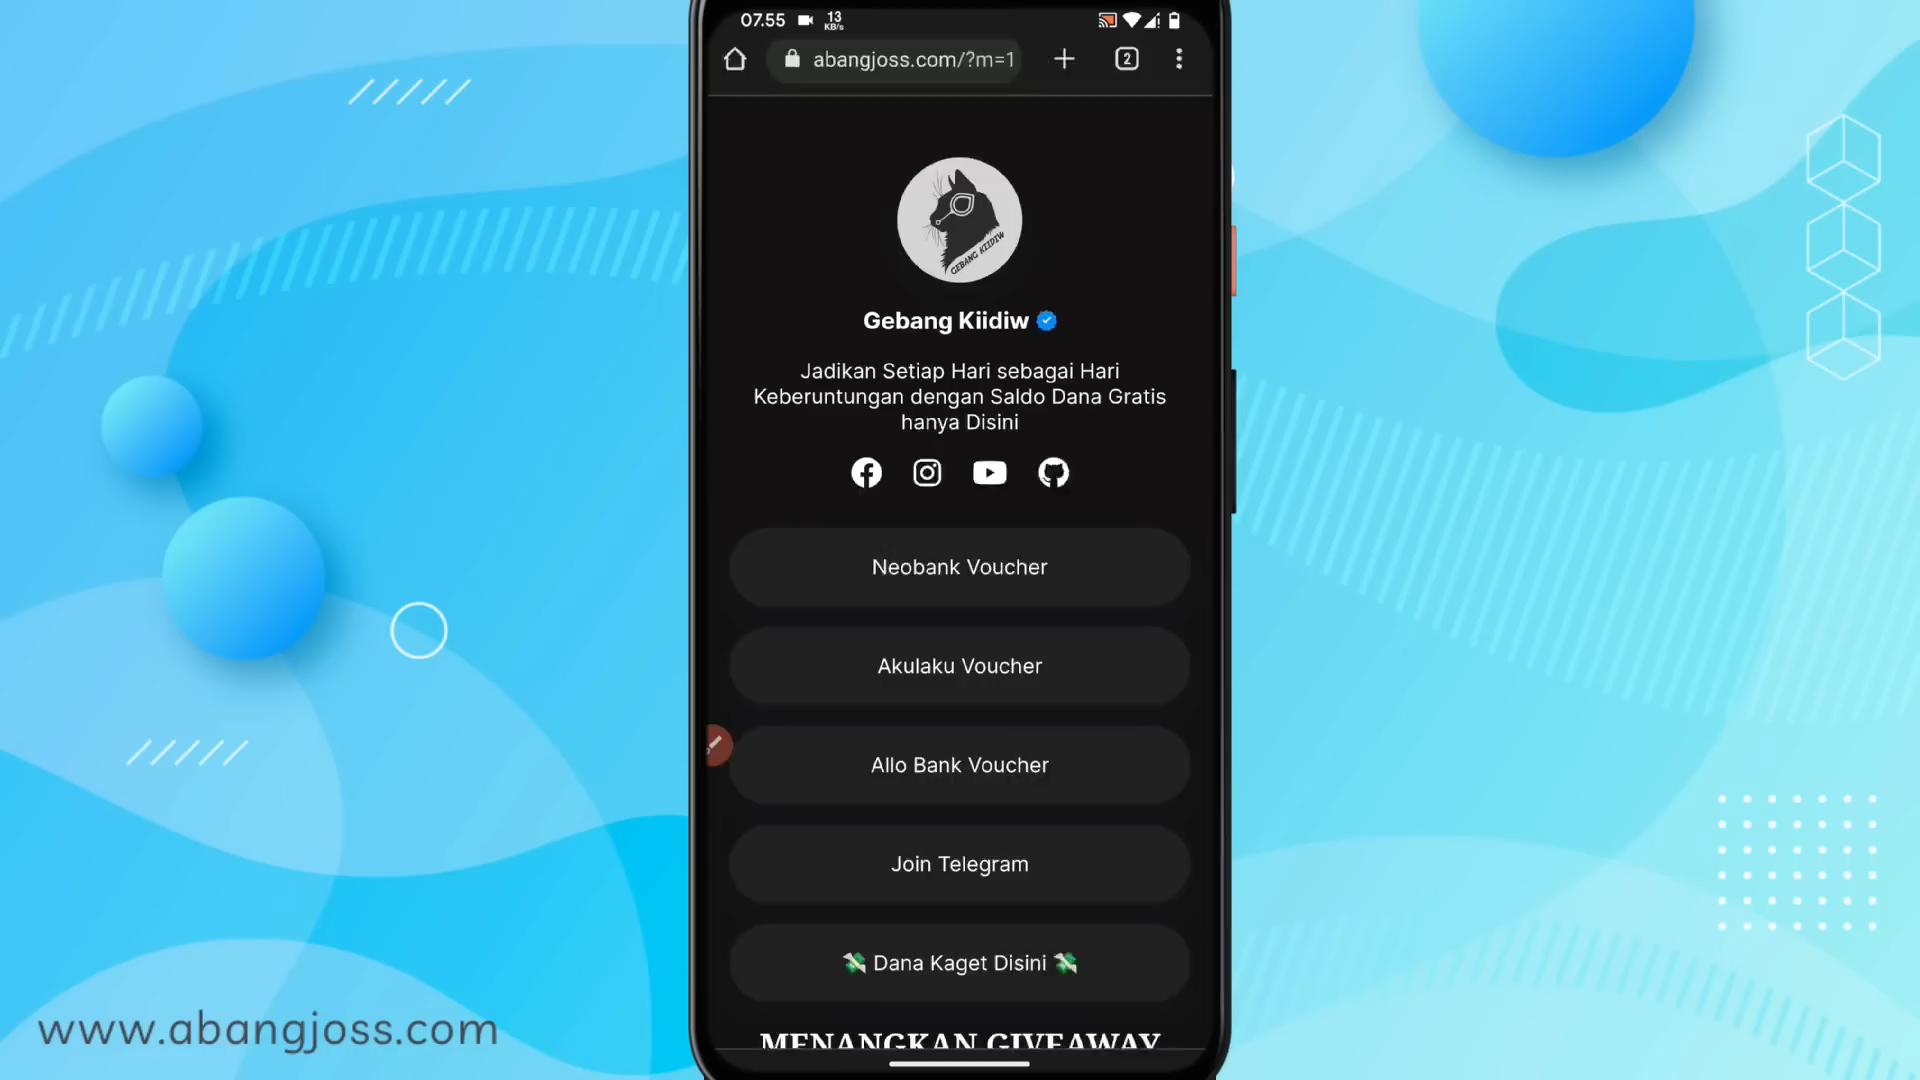 07.55
13
KB/s
abangjoss.com/?m=1
2
GEBANG KIIDIW
Gebang Kiidiw
Jadikan Setiap Hari sebagai Hari
Keberuntungan dengan Saldo Dana Gratis
hanya Disini
Neobank Voucher
Akulaku Voucher
Allo Bank Voucher
Join Telegram
💸 Dana Kaget Disini 💸
MENANGKAN GIVEAWAY
www.abangjoss.com